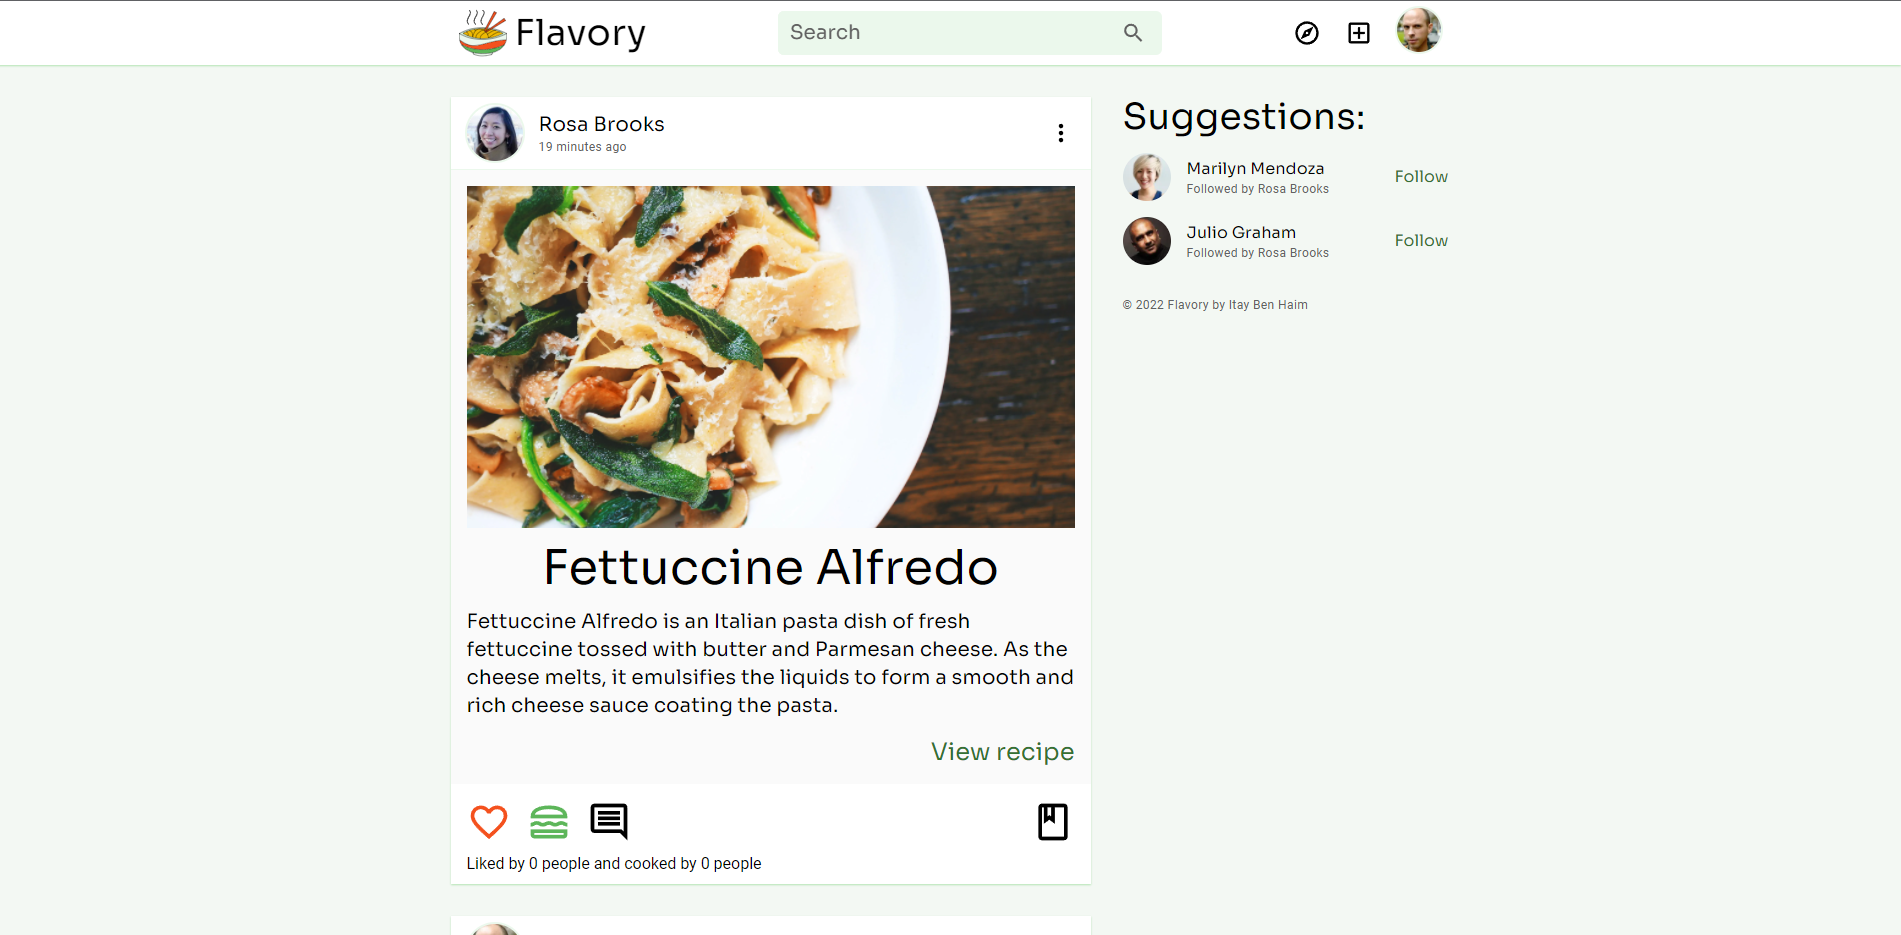 Flavory
Search
Rosa Brooks
19 minutes ago
Fettuccine Alfredo
Fettuccine Alfredo is an Italian pasta dish of fresh
fettuccine tossed with butter and Parmesan cheese. As the
cheese melts, it emulsifies the liquids to form a smooth and
rich cheese sauce coating the pasta.
View recipe
Liked by 0 people and cooked by 0 people
Suggestions:
Marilyn Mendoza
Followed by Rosa Brooks
Follow
Julio Graham
Followed by Rosa Brooks
Follow
© 2022 Flavory by Itay Ben Haim